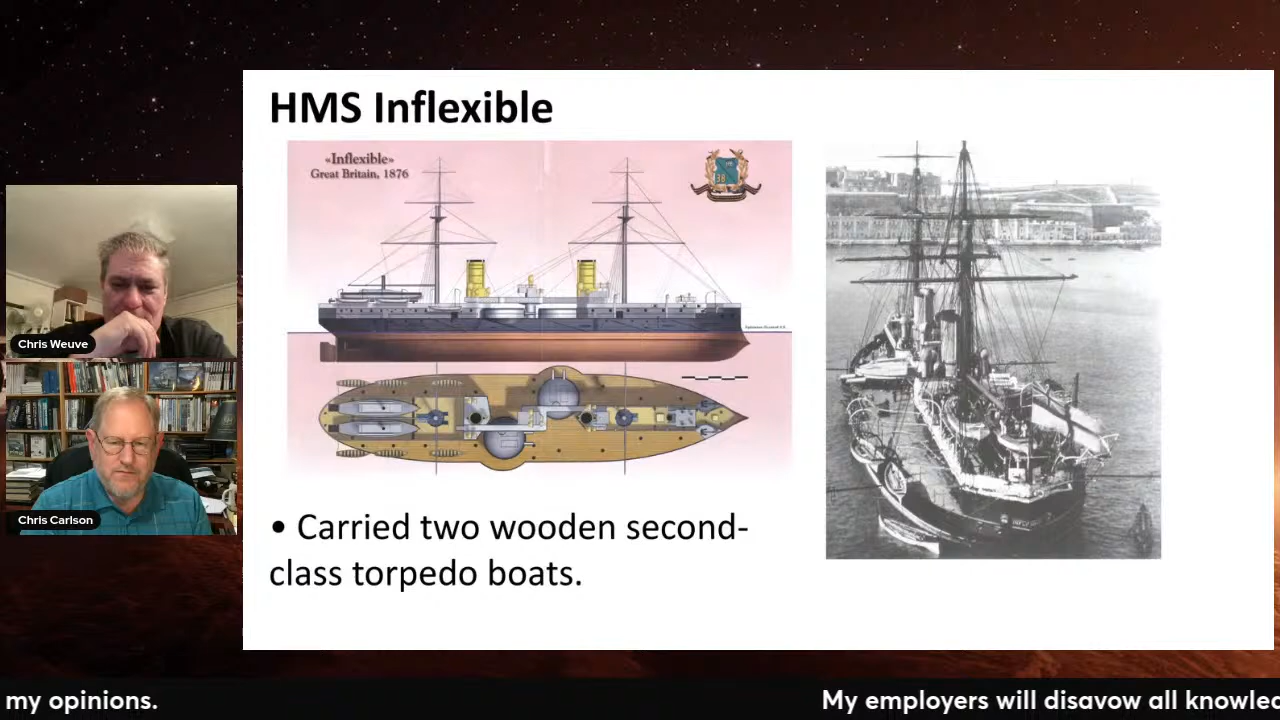 HMS Inflexible
«Inflexible»
Great Britain, 1876
38
Chris Weuve
Chris Carlson
• Carried two wooden second-
class torpedo boats.
my opinions.
My employers will disavow all knowled